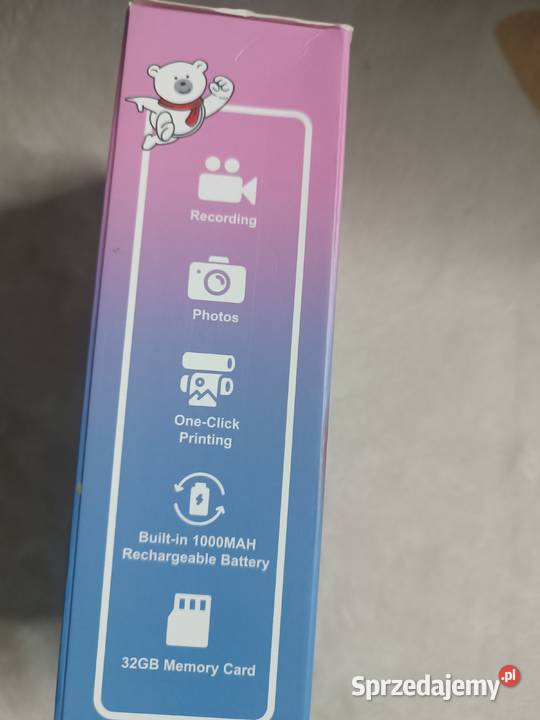 Recording
Photos
One-Click
Printing
Built-in 1000MAH
Rechargeable Battery
32GB Memory Card
Sprzedajemy.pl